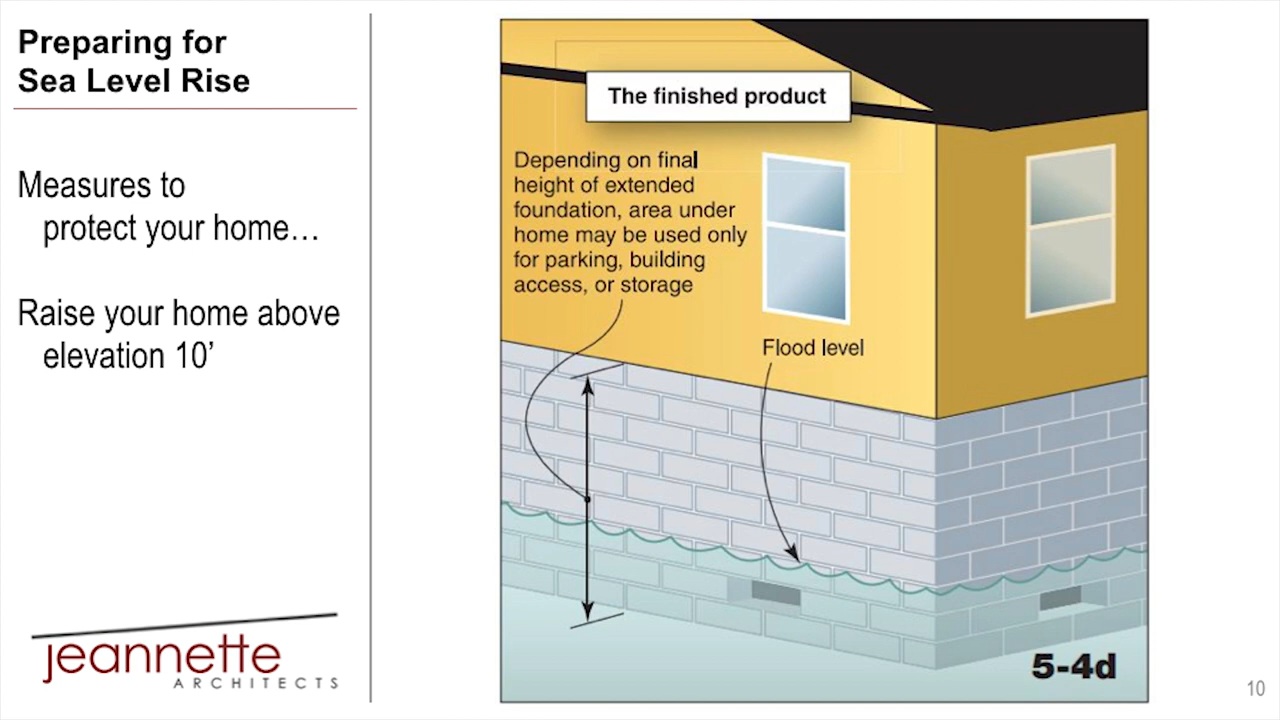 Preparing for
Sea Level Rise
Measures to
protect your home…
Raise your home above
elevation 10’
jeannette
ARCHITECTS
The finished product
Depending on final
height of extended
foundation, area under
home may be used only
for parking, building
access, or storage
Flood level
5-4d
10